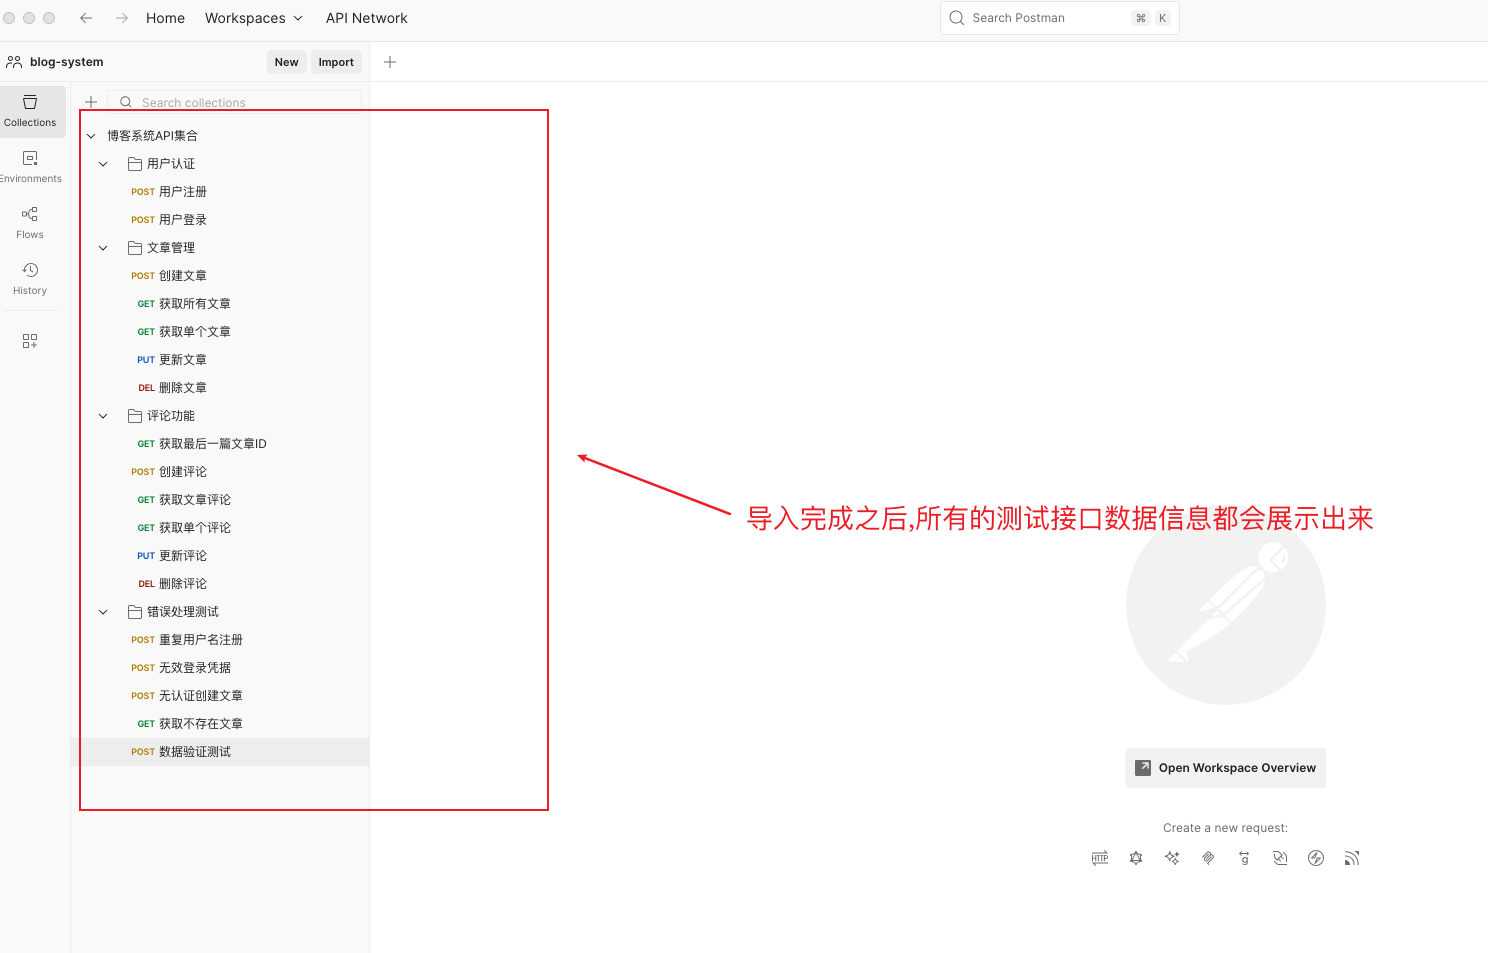 Home Workspaces API Network
Search Postman ⌘ K
blog-system New Import
Search collections
Collections
Environments
Flows
History
博客系统API集合
用户认证
POST 用户注册
POST 用户登录
文章管理
POST 创建文章
GET 获取所有文章
GET 获取单个文章
PUT 更新文章
DEL 删除文章
评论功能
GET 获取最后一篇文章ID
POST 创建评论
GET 获取文章评论
GET 获取单个评论
PUT 更新评论
DEL 删除评论
错误处理测试
POST 重复用户名注册
POST 无效登录凭据
POST 无认证创建文章
GET 获取不存在文章
POST 数据验证测试
导入完成之后,所有的测试接口数据信息都会展示出来
Open Workspace Overview
Create a new request:
HTTP